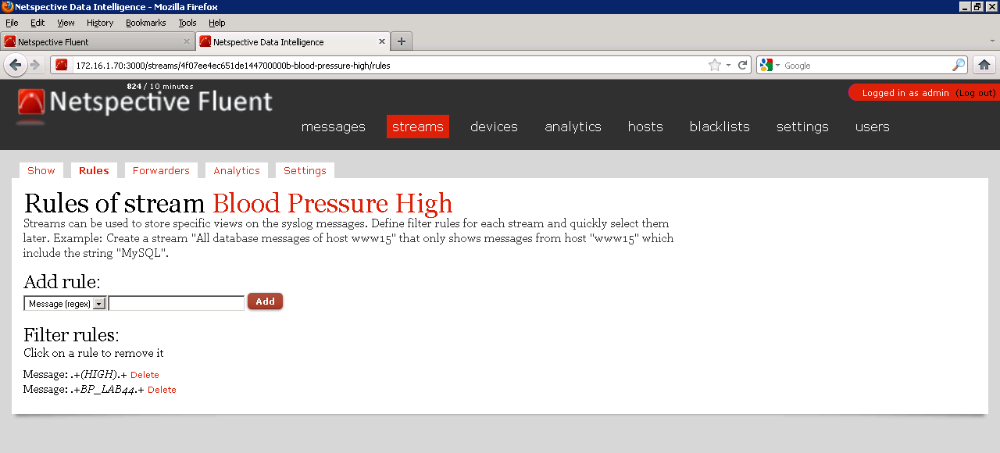 Netspective Data Intelligence - Mozilla Firefox
File Edit View History Bookmarks Tools Help
Netspective Fluent
Netspective Data Intelligence
172.16.1.70:3000/streams/4f07ee4ec651de144700000b-blood-pressure-high/rules
Google
824 / 10 minutes
Netspective Fluent
Logged in as admin (Log out)
messages streams devices analytics hosts blacklists settings users
Show Rules Forwarders Analytics Settings
Rules of stream Blood Pressure High
Streams can be used to store specific views on the syslog messages. Define filter rules for each stream and quickly select them
later. Example: Create a stream "All database messages of host www15" that only shows messages from host "www15" which
include the string "MySQL".
Add rule:
Message (regex) Add
Filter rules:
Click on a rule to remove it
Message: .+(HIGH).+ Delete
Message: .+BP_LAB44.+ Delete